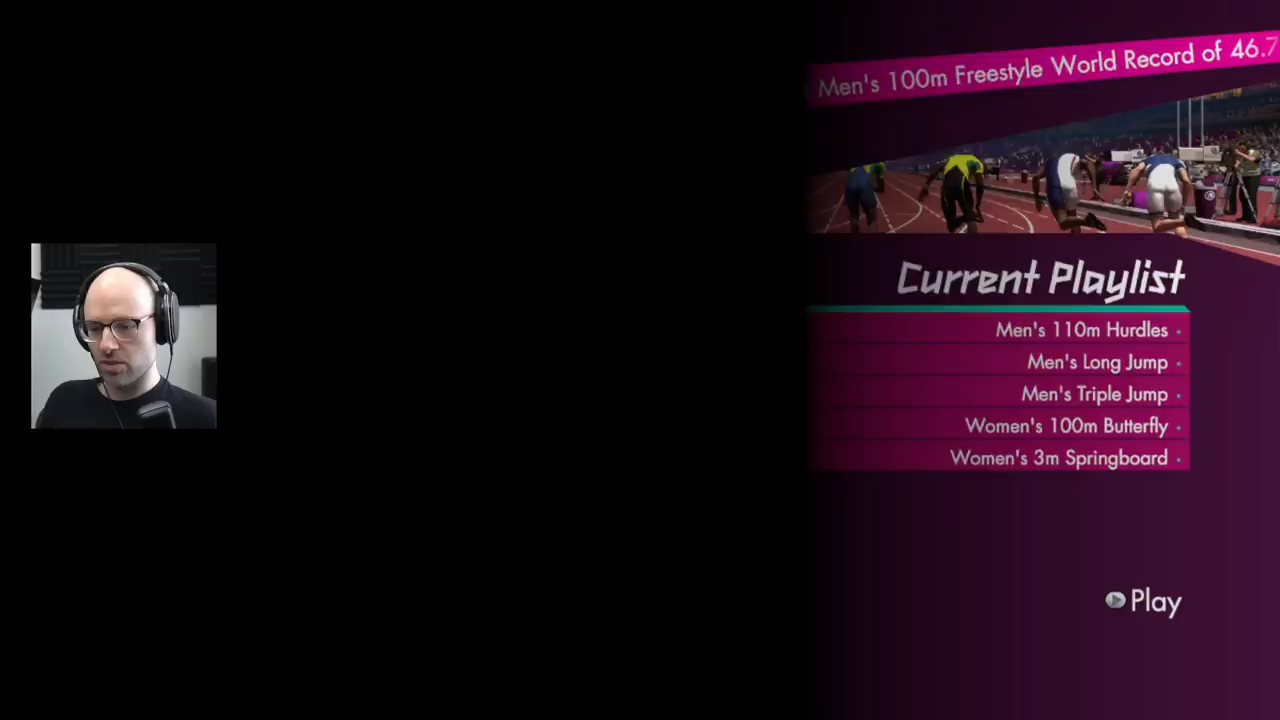 Men's 100m Freestyle World Record of 46.7
Current Playlist
Men's 110m Hurdles
Men's Long Jump
Men's Triple Jump
Women's 100m Butterfly
Women's 3m Springboard
Play